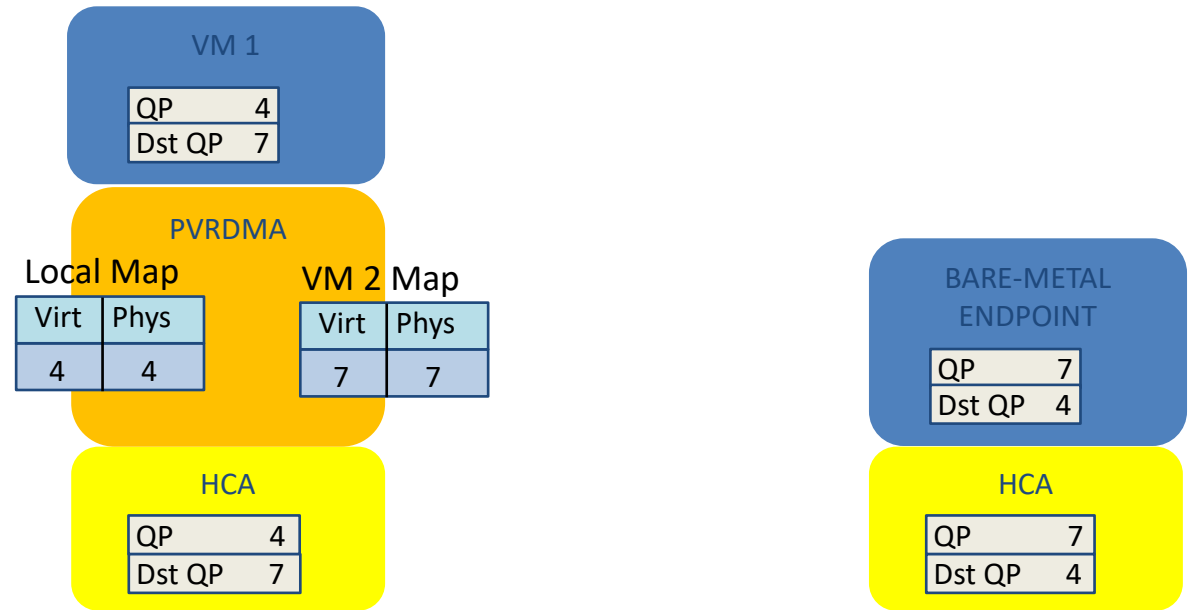 VM 1
QP 4
Dst QP 7
PVRDMA
Local Map
Virt Phys
4 4
VM 2 Map
Virt Phys
7 7
HCA
QP 4
Dst QP 7
BARE-METAL
ENDPOINT
QP 7
Dst QP 4
HCA
QP 7
Dst QP 4